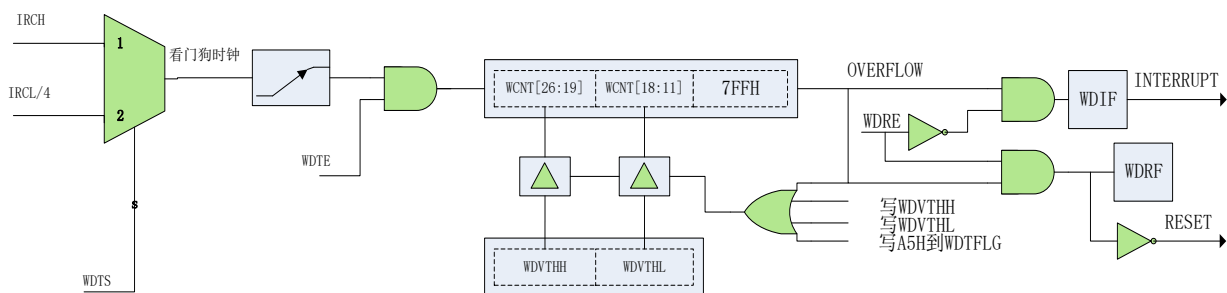 IRCH
1
看门狗时钟
IRCL/4
2
s
WDTS
WDTE
WCNT[26:19]
WCNT[18:11]
7FFH
WDVTHH
WDVTHL
OVERFLOW
WDRE
WDIF
INTERRUPT
WDRF
写WDVTHH
写WDVTHL
写A5H到WDTFLG
RESET